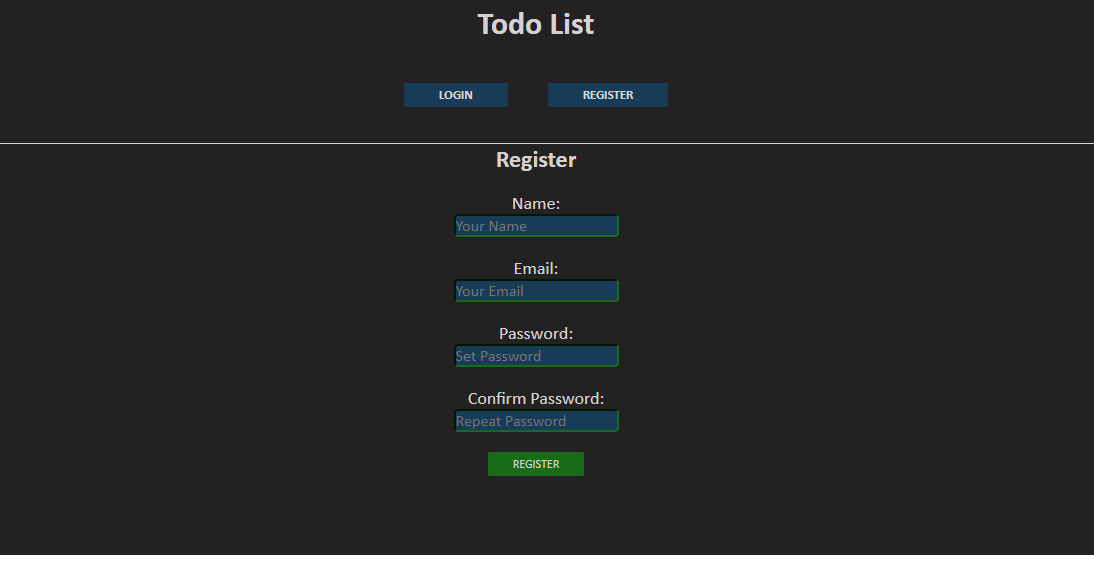 Todo List
LOGIN REGISTER
Register
Name:
Your Name
Email:
Your Email
Password:
Set Password
Confirm Password:
Repeat Password
REGISTER